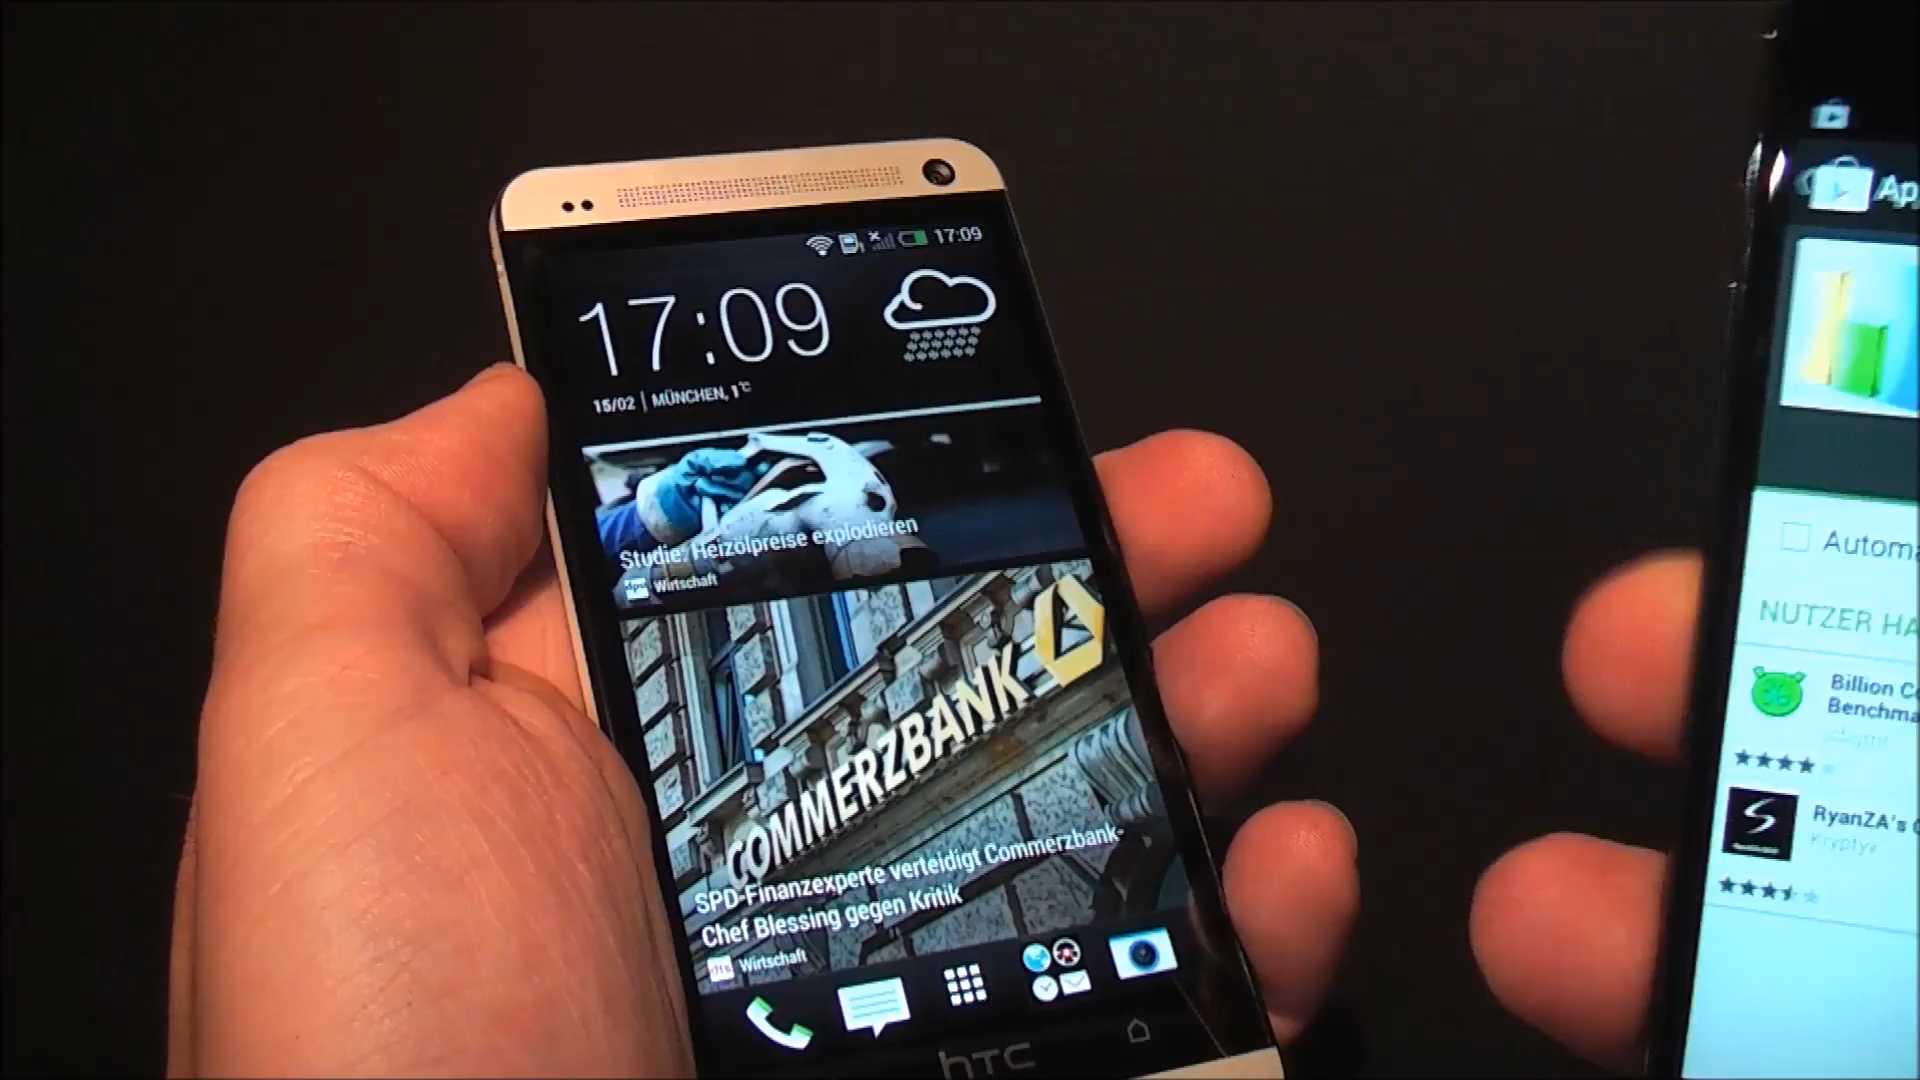 17:09
17:09
15/02 | MÜNCHEN, 1°C
Studie: Heizölpreise explodieren
Wirtschaft
COMMERZBANK
SPD-Finanzexperte verteidigt Commerzbank-
Chef Blessing gegen Kritik
Wirtschaft
hTC
Ap
Automa
NUTZER HA
Billion C
Benchma
RyanZA's
Kryptyx